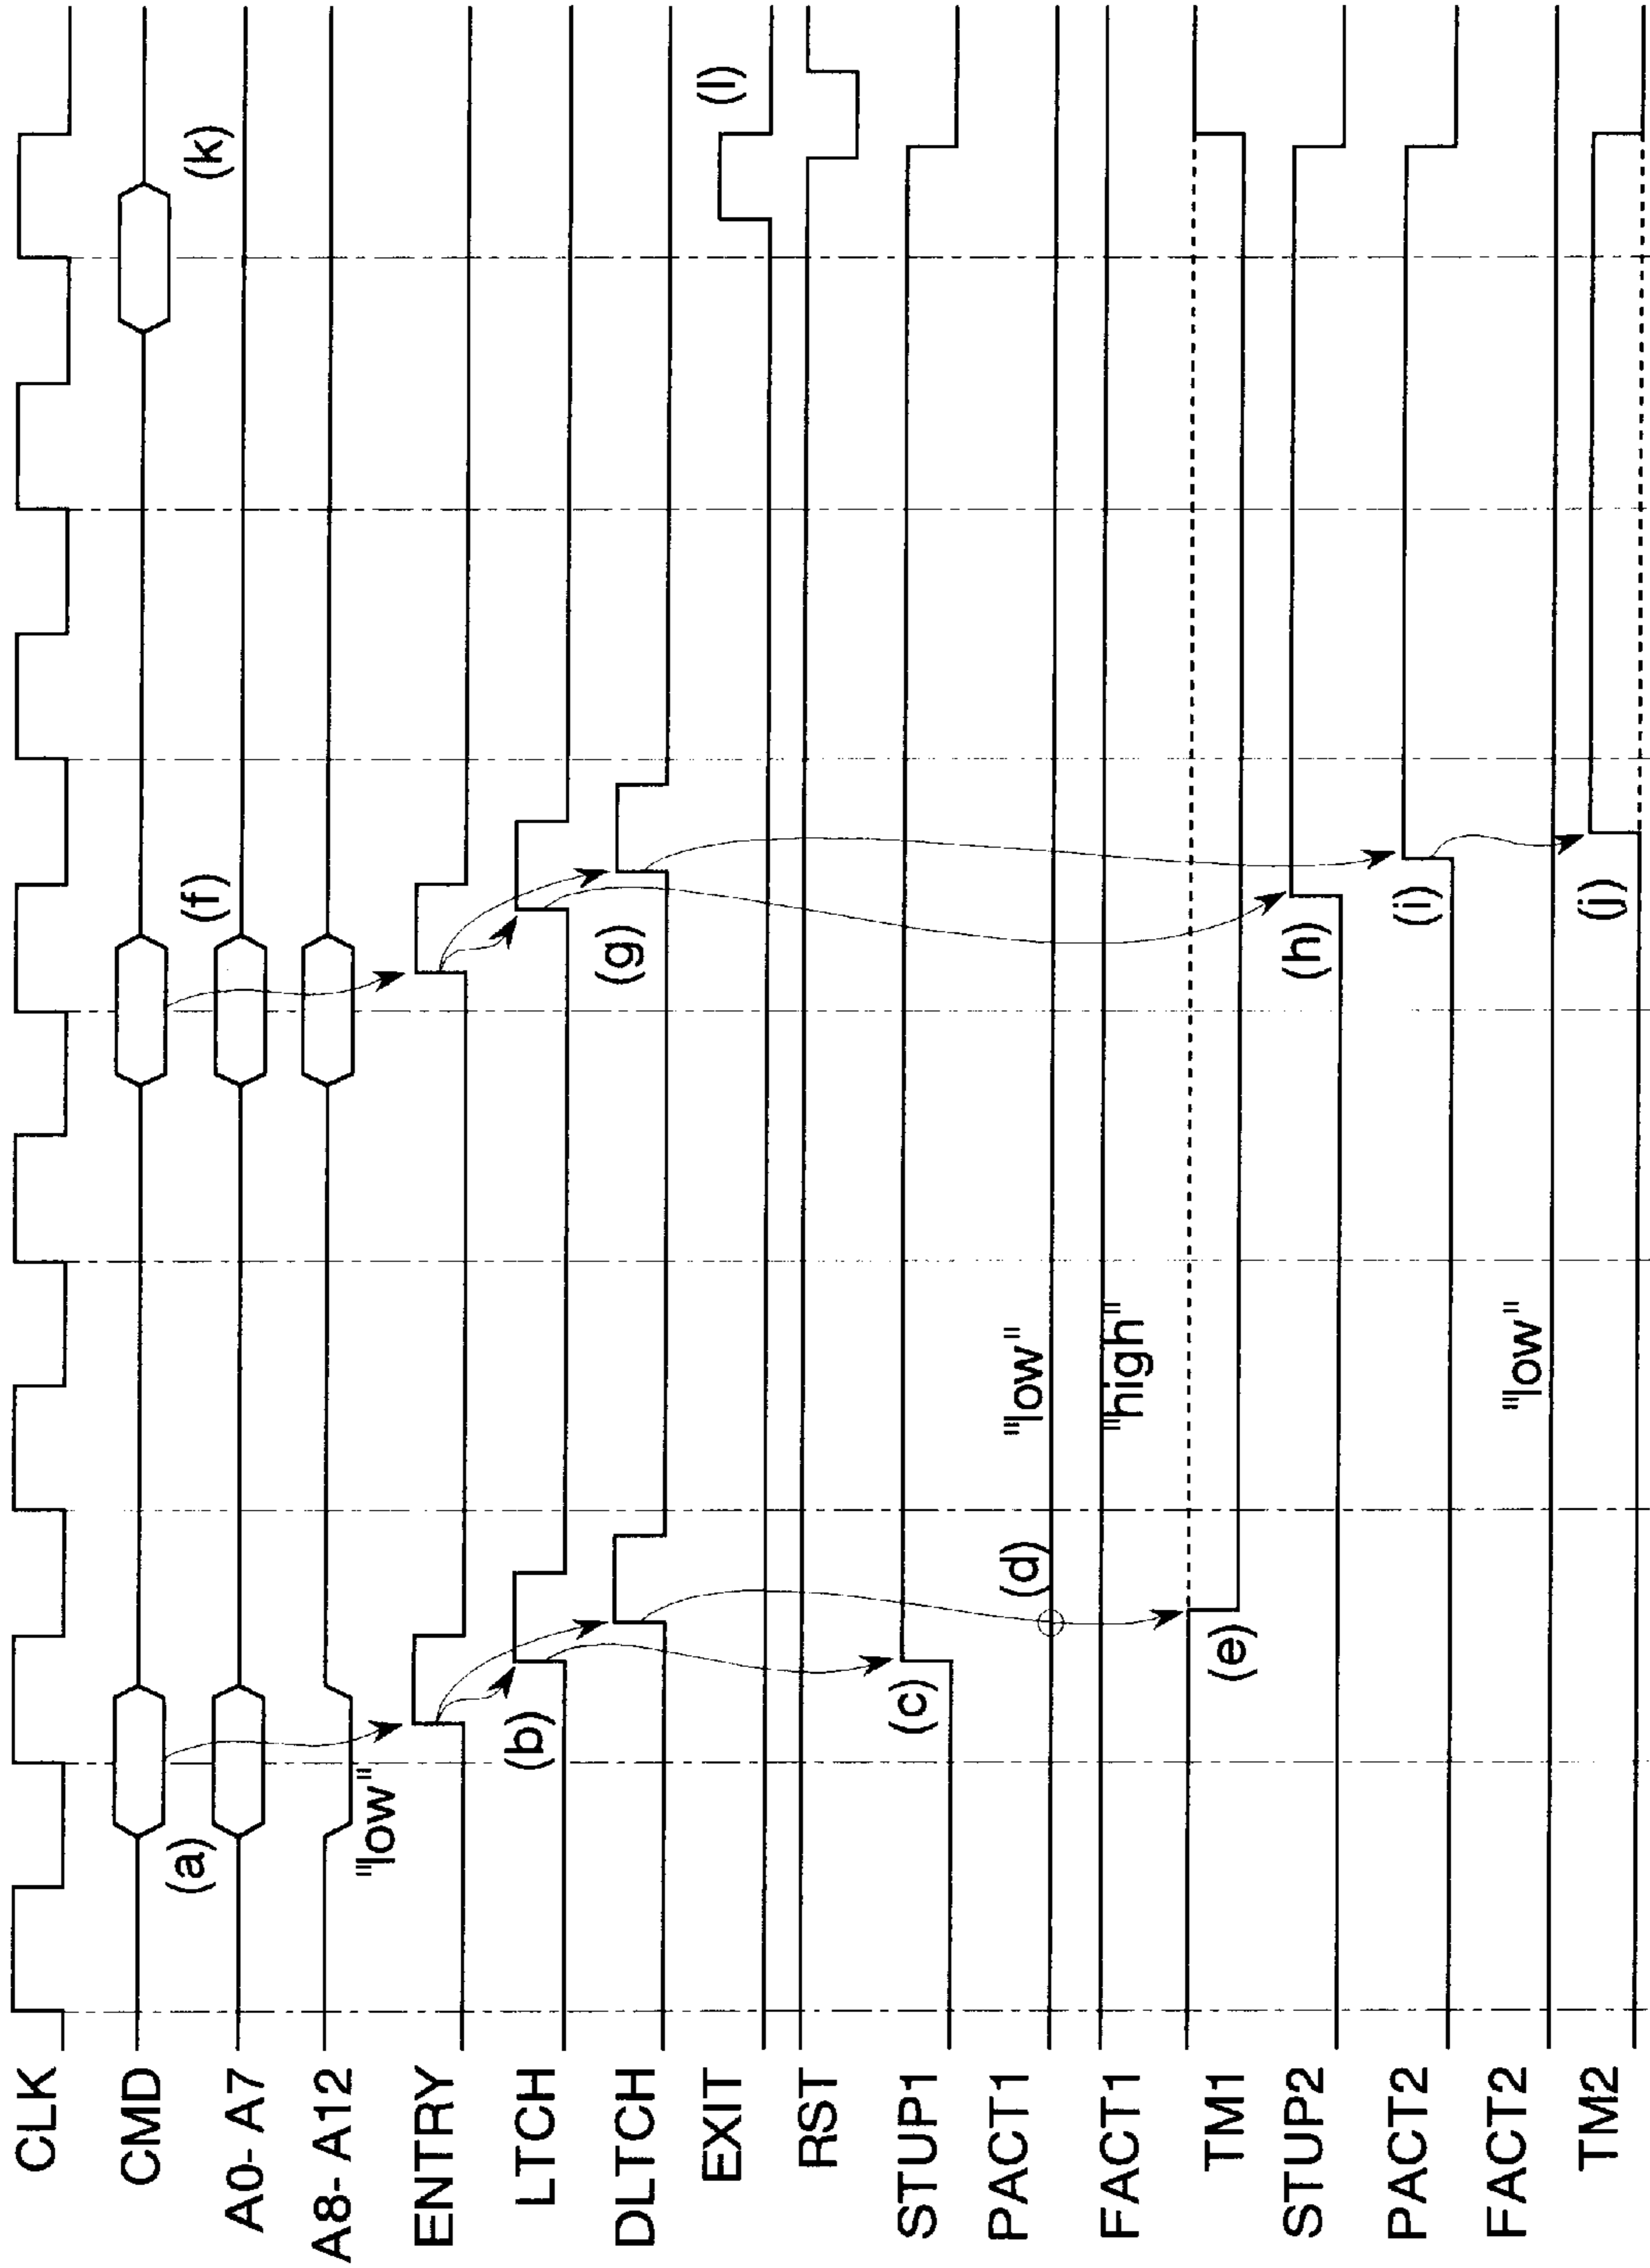 CLK
CMD
(a)
(f)
(k)
A0- A7
A8- A12
"low"
ENTRY
LTCH
(b)
DLTCH
(g)
EXIT
(l)
RST
STUP1
(c)
PACT1
(d)
"low"
FACT1
"high"
TM1
(e)
STUP2
(h)
PACT2
(i)
FACT2
"low"
TM2
(j)